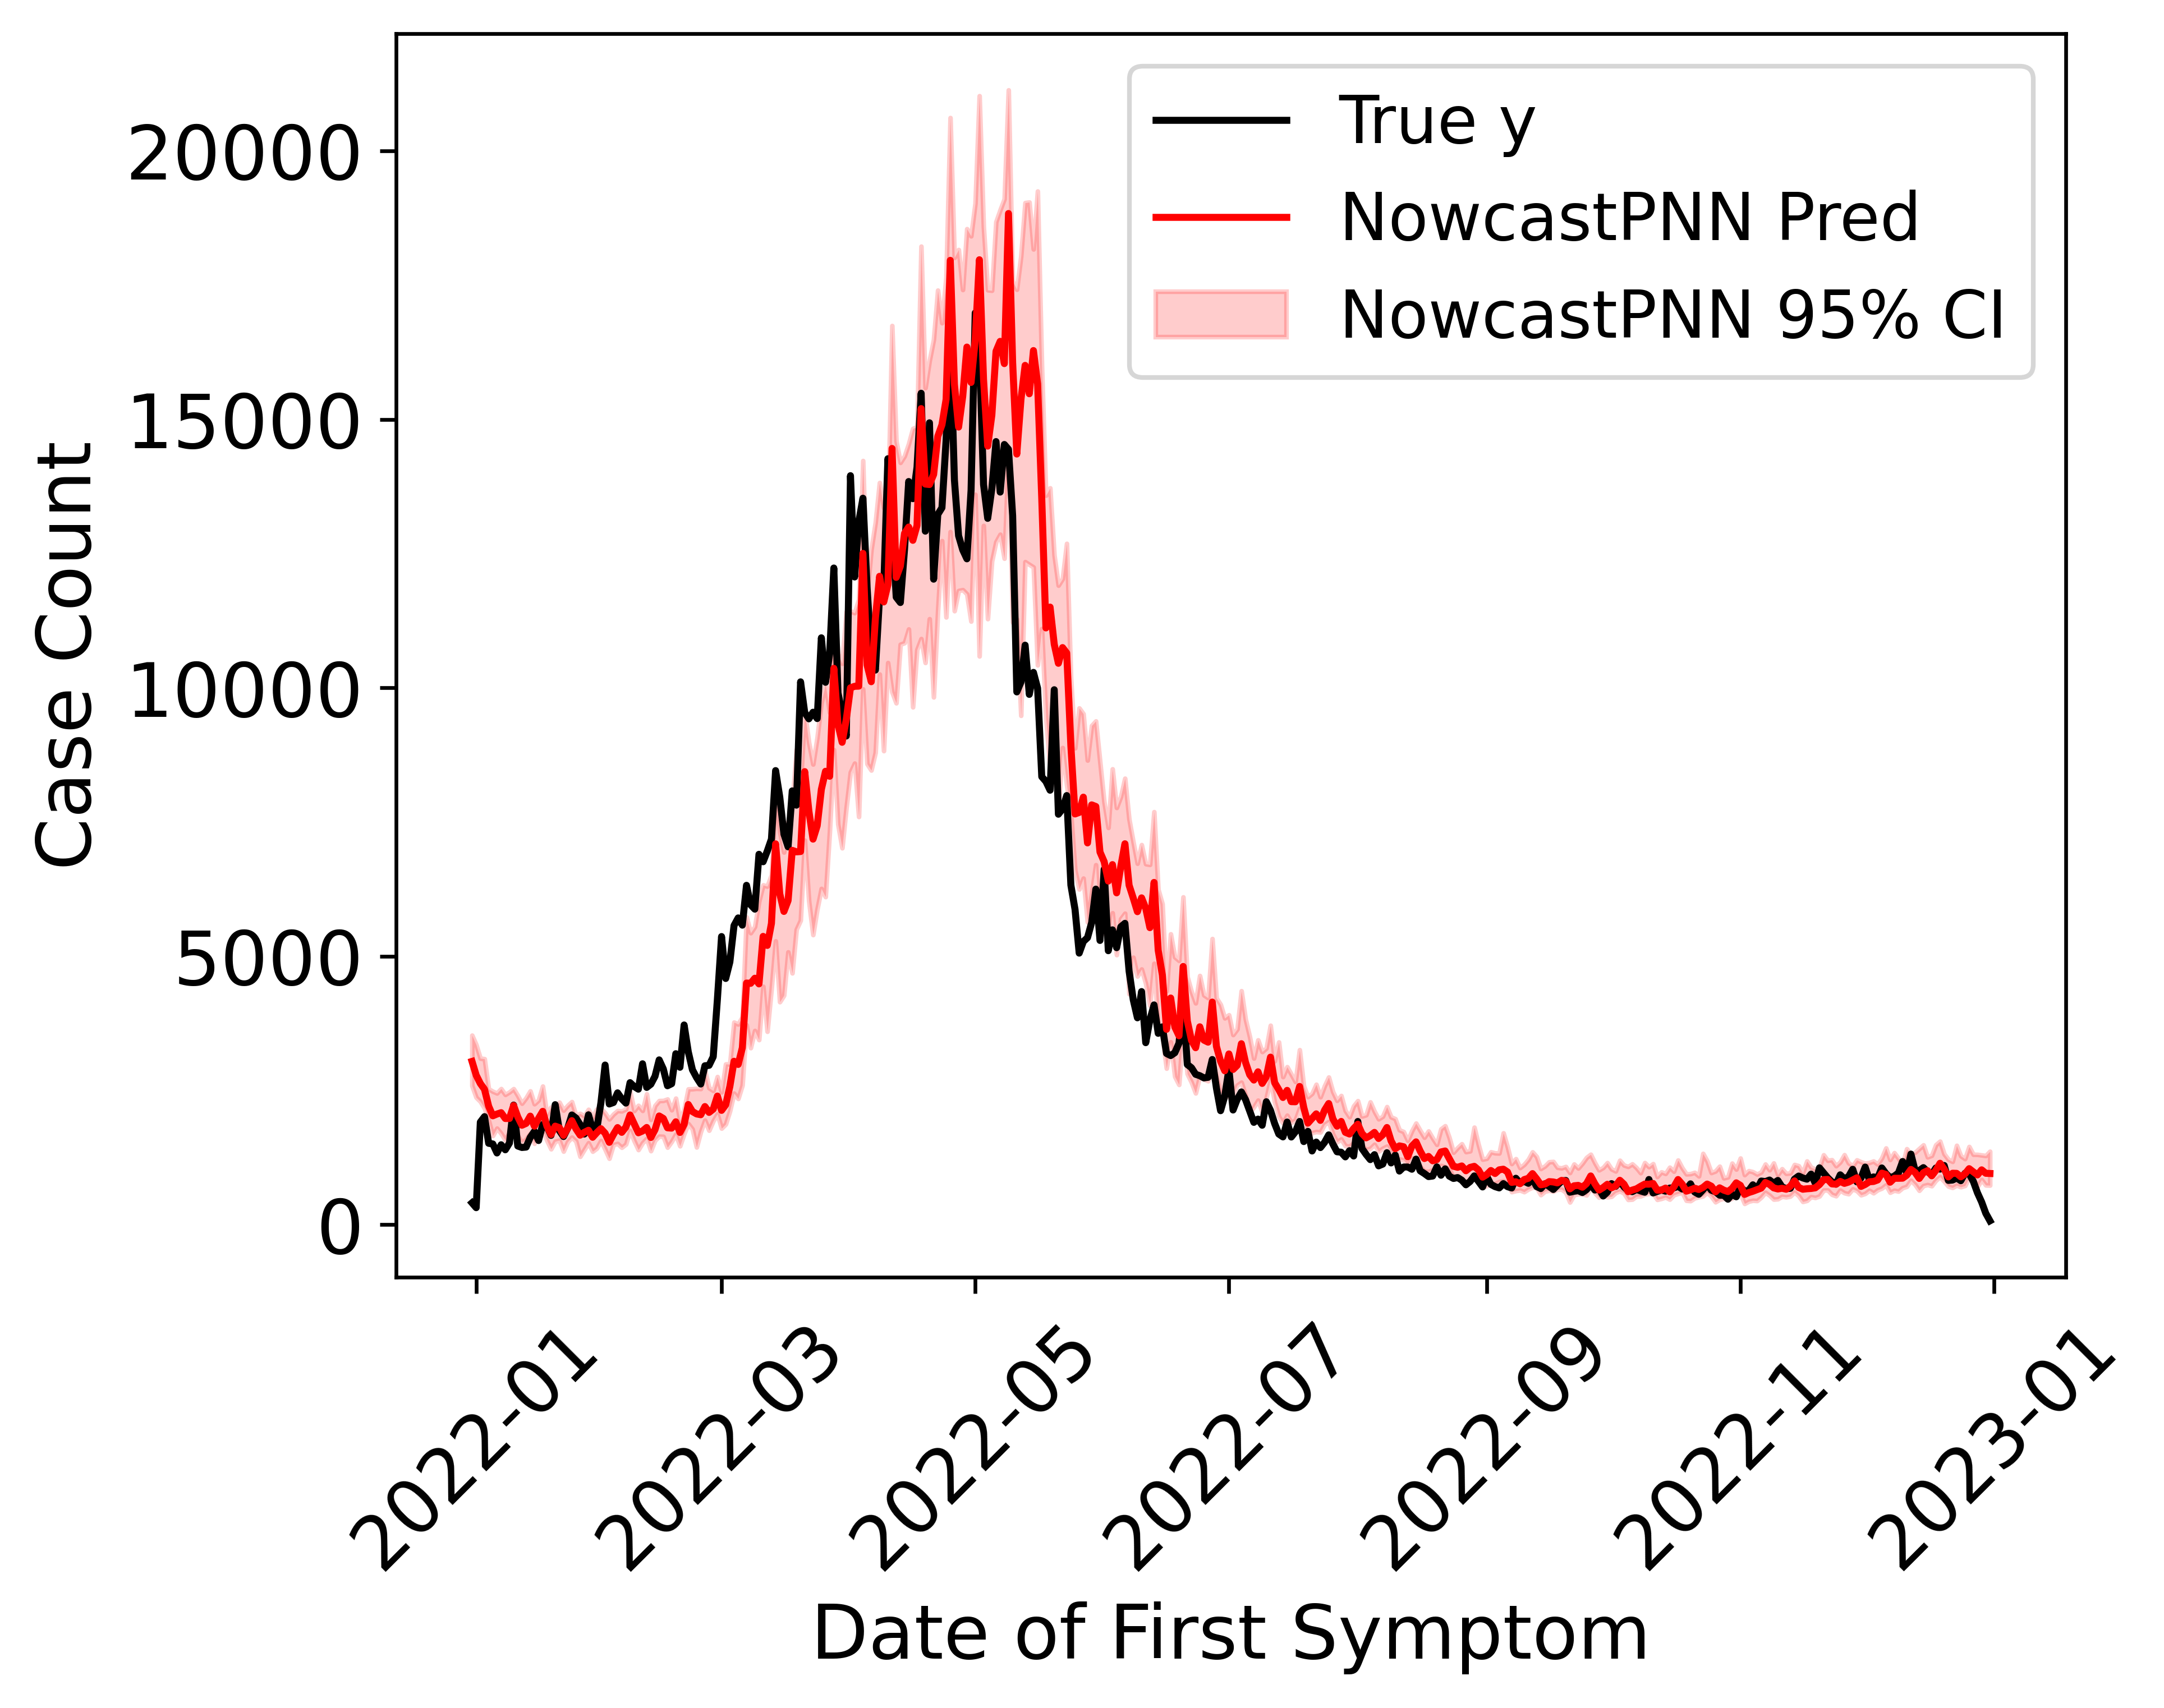 True y
NowcastPNN Pred
NowcastPNN 95% CI
Case Count
20000
15000
10000
5000
0
2022-01
2022-03
2022-05
2022-07
2022-09
2022-11
2023-01
Date of First Symptom